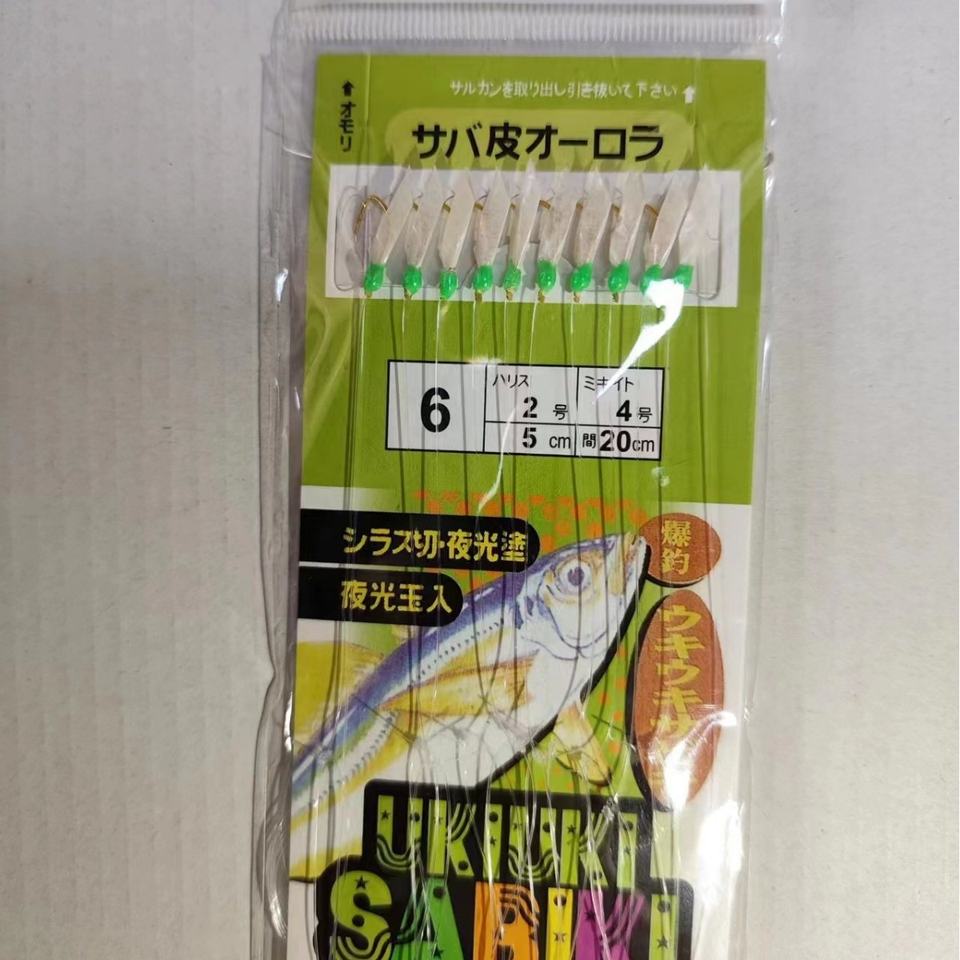 サルカンを取り出し引き抜いて下さい
オモリ
サバ皮オーロラ
6
ハリス
2号
5cm
ミキイト
4号
間20cm
シラス切・夜光塗
夜光玉入
爆釣
ウキウキサ
UKIUKI
SABIKI